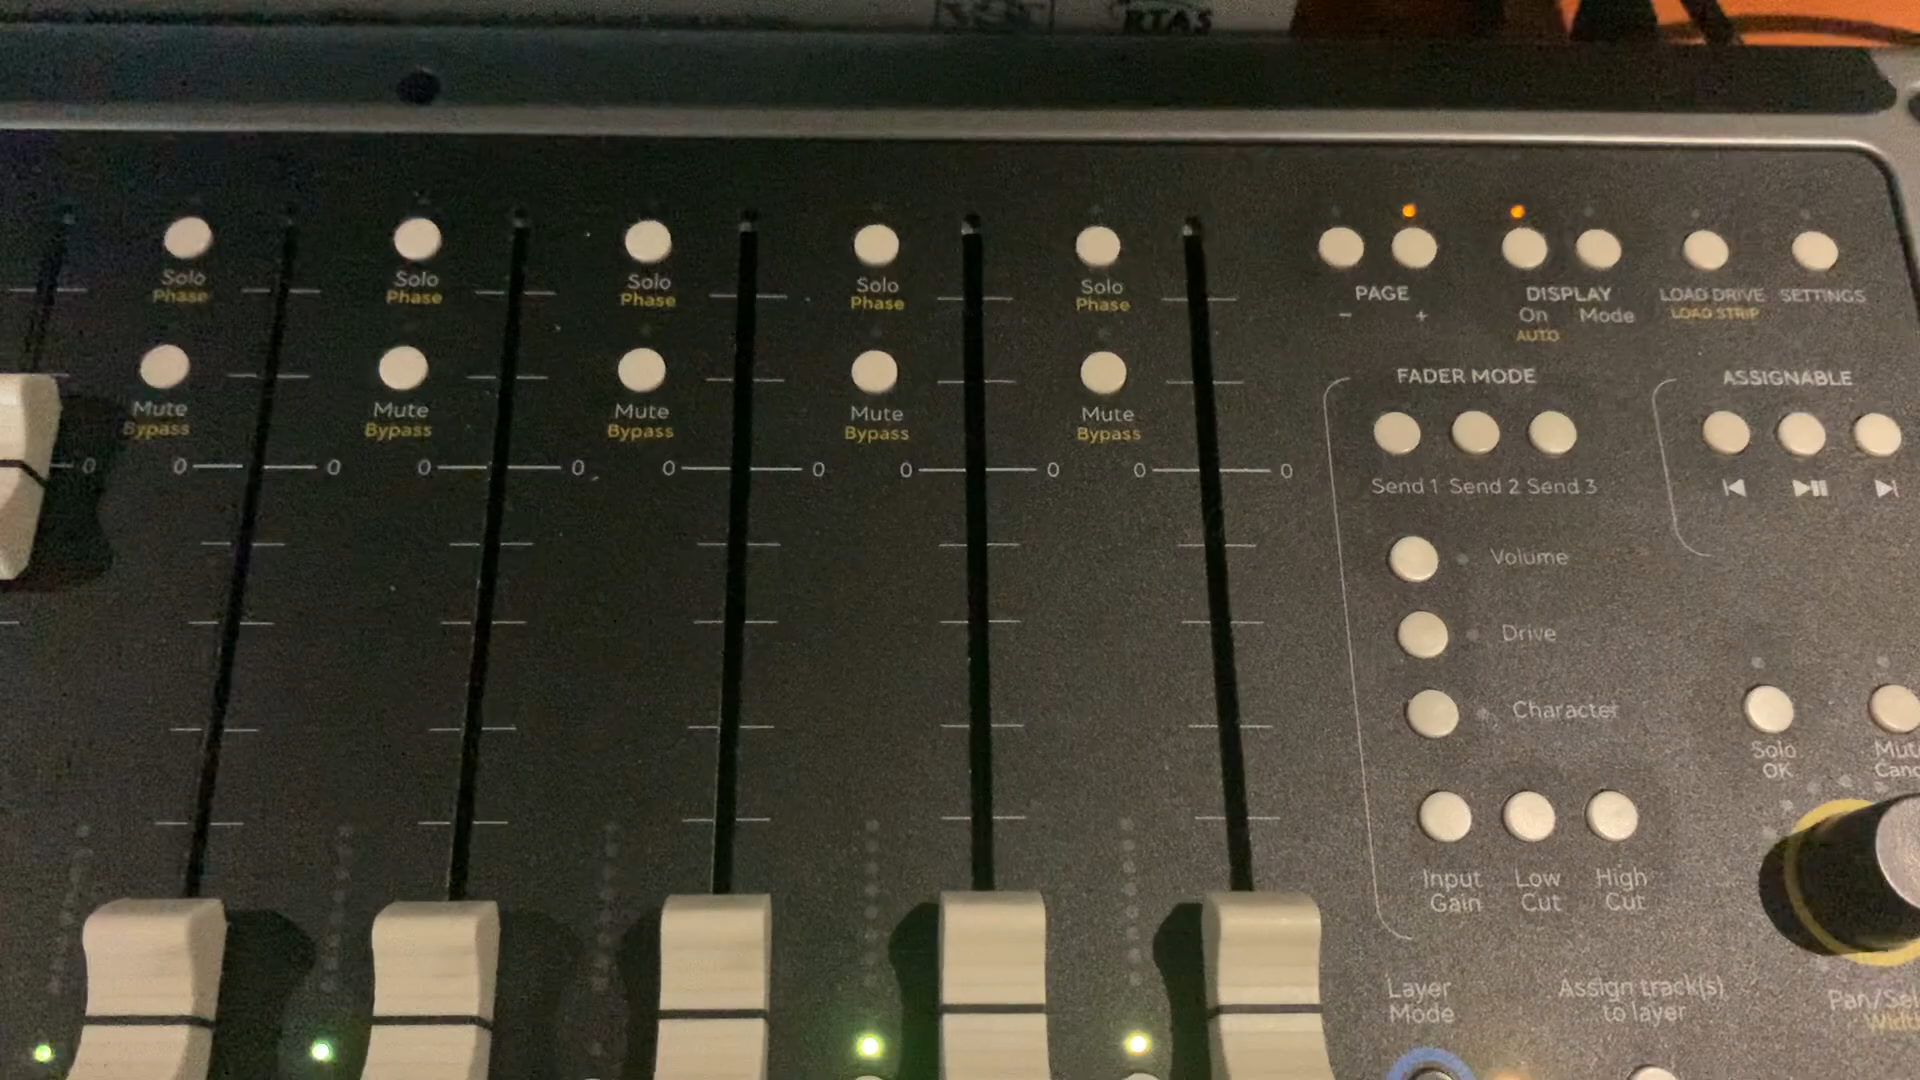 RTAS
Solo
Phase
Solo
Phase
Solo
Phase
Solo
Phase
Solo
Phase
PAGE
- +
DISPLAY
On Mode
AUTO
LOAD DRIVE
LOAD STRIP
SETTINGS
Mute
Bypass
Mute
Bypass
Mute
Bypass
Mute
Bypass
Mute
Bypass
FADER MODE
ASSIGNABLE
0 0 0 0 0 0 0 0 0 0 0
Send 1 Send 2 Send 3
Volume
Drive
Character
Solo
OK
Input
Gain
Low
Cut
High
Cut
Layer
Mode
Assign track(s)
to layer
Pan/